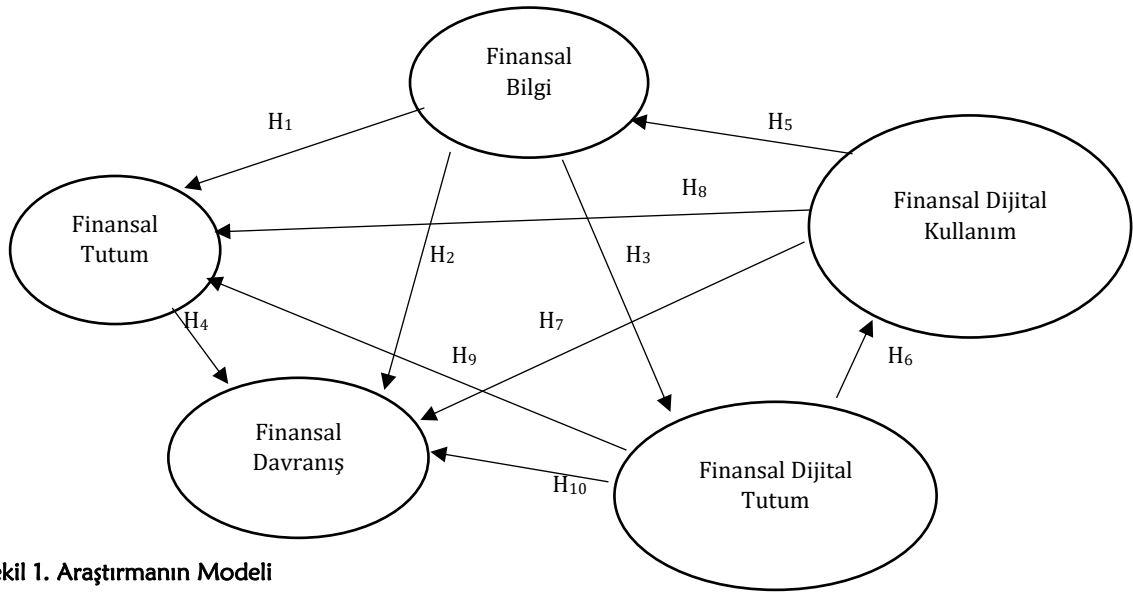 Finansal
Bilgi
H1
H5
H8
Finansal Dijital
Kullanım
Finansal
Tutum
H2
H3
H4
H7
H9
H6
Finansal
Davranış
Finansal Dijital
Tutum
H10
ekil 1. Araştırmanın Modeli